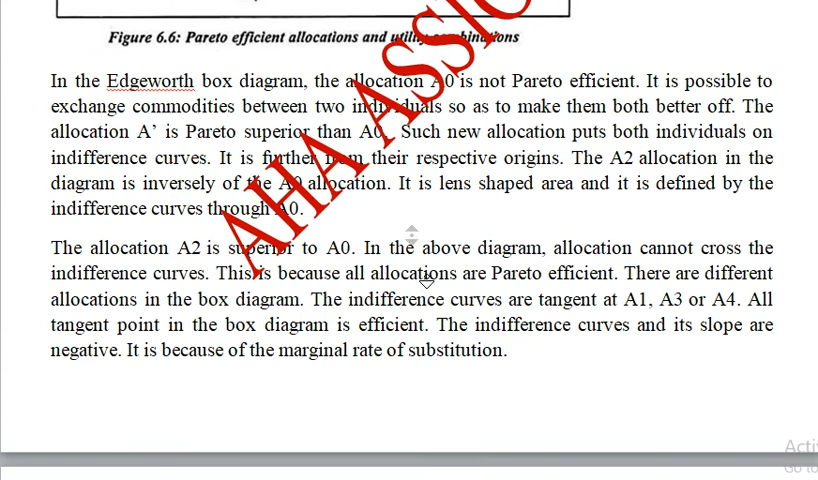 Figure 6.6: Pareto efficient allocations and utility combinations
In the Edgeworth box diagram, the allocation A0 is not Pareto efficient. It is possible to
exchange commodities between two individuals so as to make them both better off. The
allocation A’ is Pareto superior than A0. Such new allocation puts both individuals on
indifference curves. It is further from their respective origins. The A2 allocation in the
diagram is inversely of the A0 allocation. It is lens shaped area and it is defined by the
indifference curves through A0.
The allocation A2 is superior to A0. In the above diagram, allocation cannot cross the
indifference curves. This is because all allocations are Pareto efficient. There are different
allocations in the box diagram. The indifference curves are tangent at A1, A3 or A4. All
tangent point in the box diagram is efficient. The indifference curves and its slope are
negative. It is because of the marginal rate of substitution.
AHA ASSIG
Acti
Go to